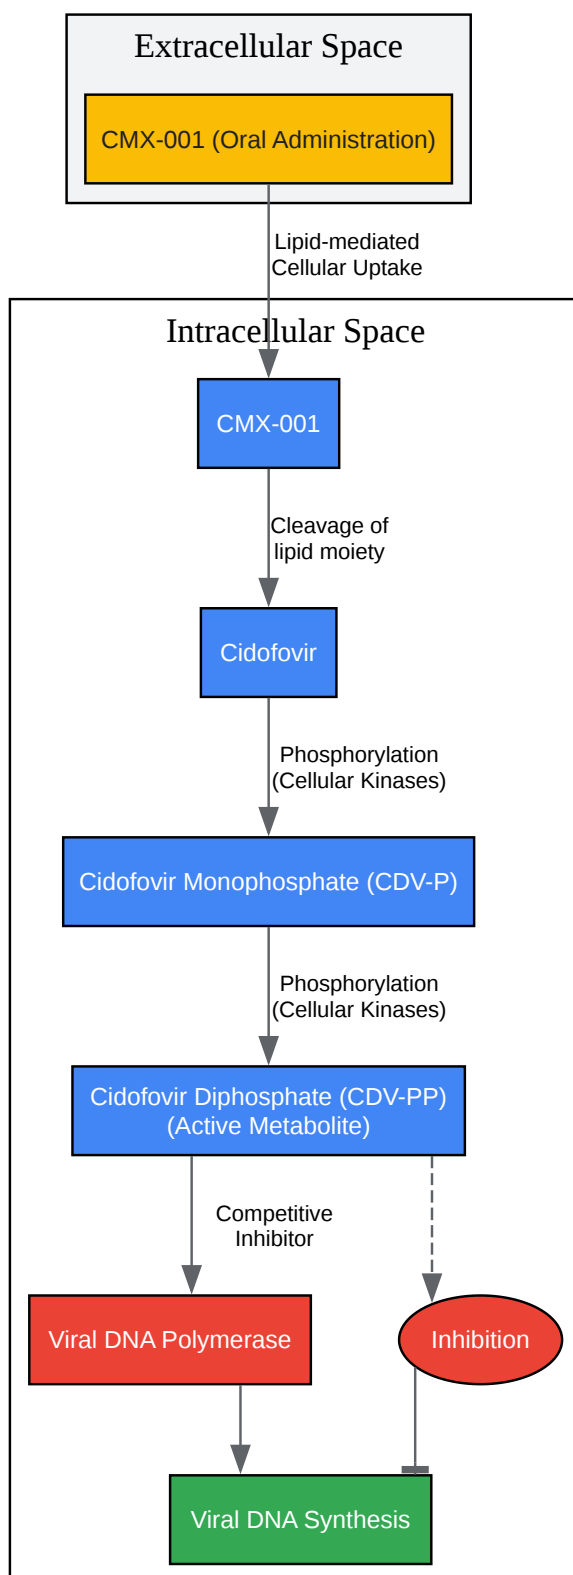 Extracellular Space
CMX-001 (Oral Administration)
Lipid-mediated
Cellular Uptake
Intracellular Space
CMX-001
Cleavage of
lipid moiety
Cidofovir
Phosphorylation
(Cellular Kinases)
Cidofovir Monophosphate (CDV-P)
Phosphorylation
(Cellular Kinases)
Cidofovir Diphosphate (CDV-PP)
(Active Metabolite)
Competitive
Inhibitor
Viral DNA Polymerase
Inhibition
Viral DNA Synthesis